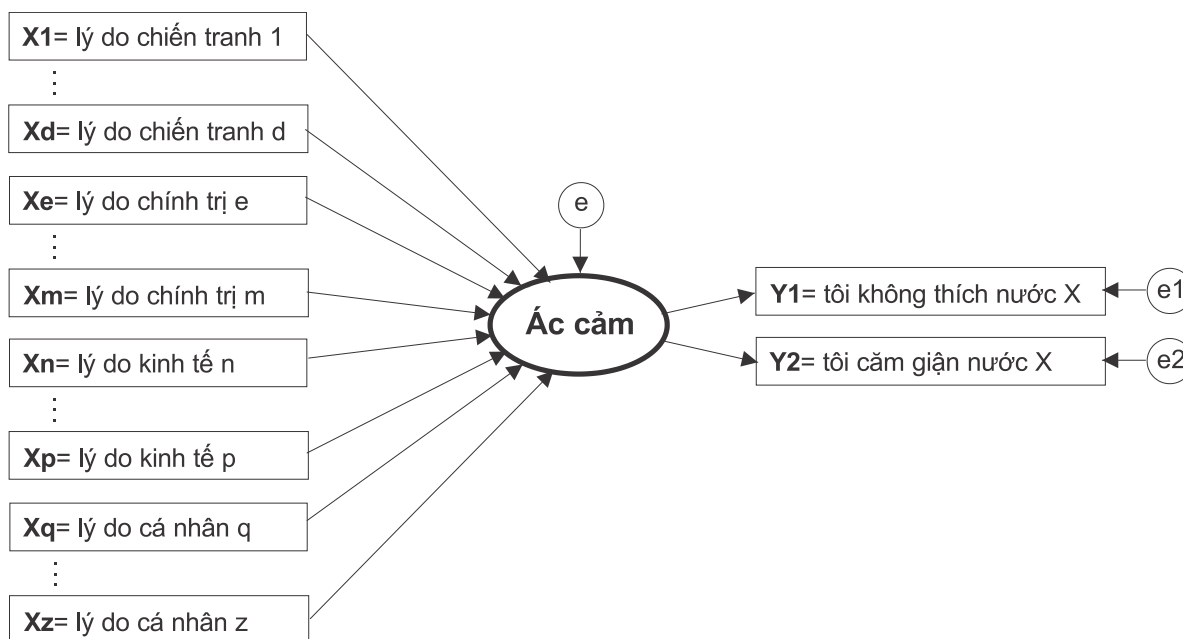 X1= lý do chiến tranh 1
Xd= lý do chiến tranh d
Xe= lý do chính trị e
Xm= lý do chính trị m
Xn= lý do kinh tế n
Xp= lý do kinh tế p
Xq= lý do cá nhân q
Xz= lý do cá nhân z
e
Ác cảm
Y1= tôi không thích nước X
e1
Y2= tôi căm giận nước X
e2